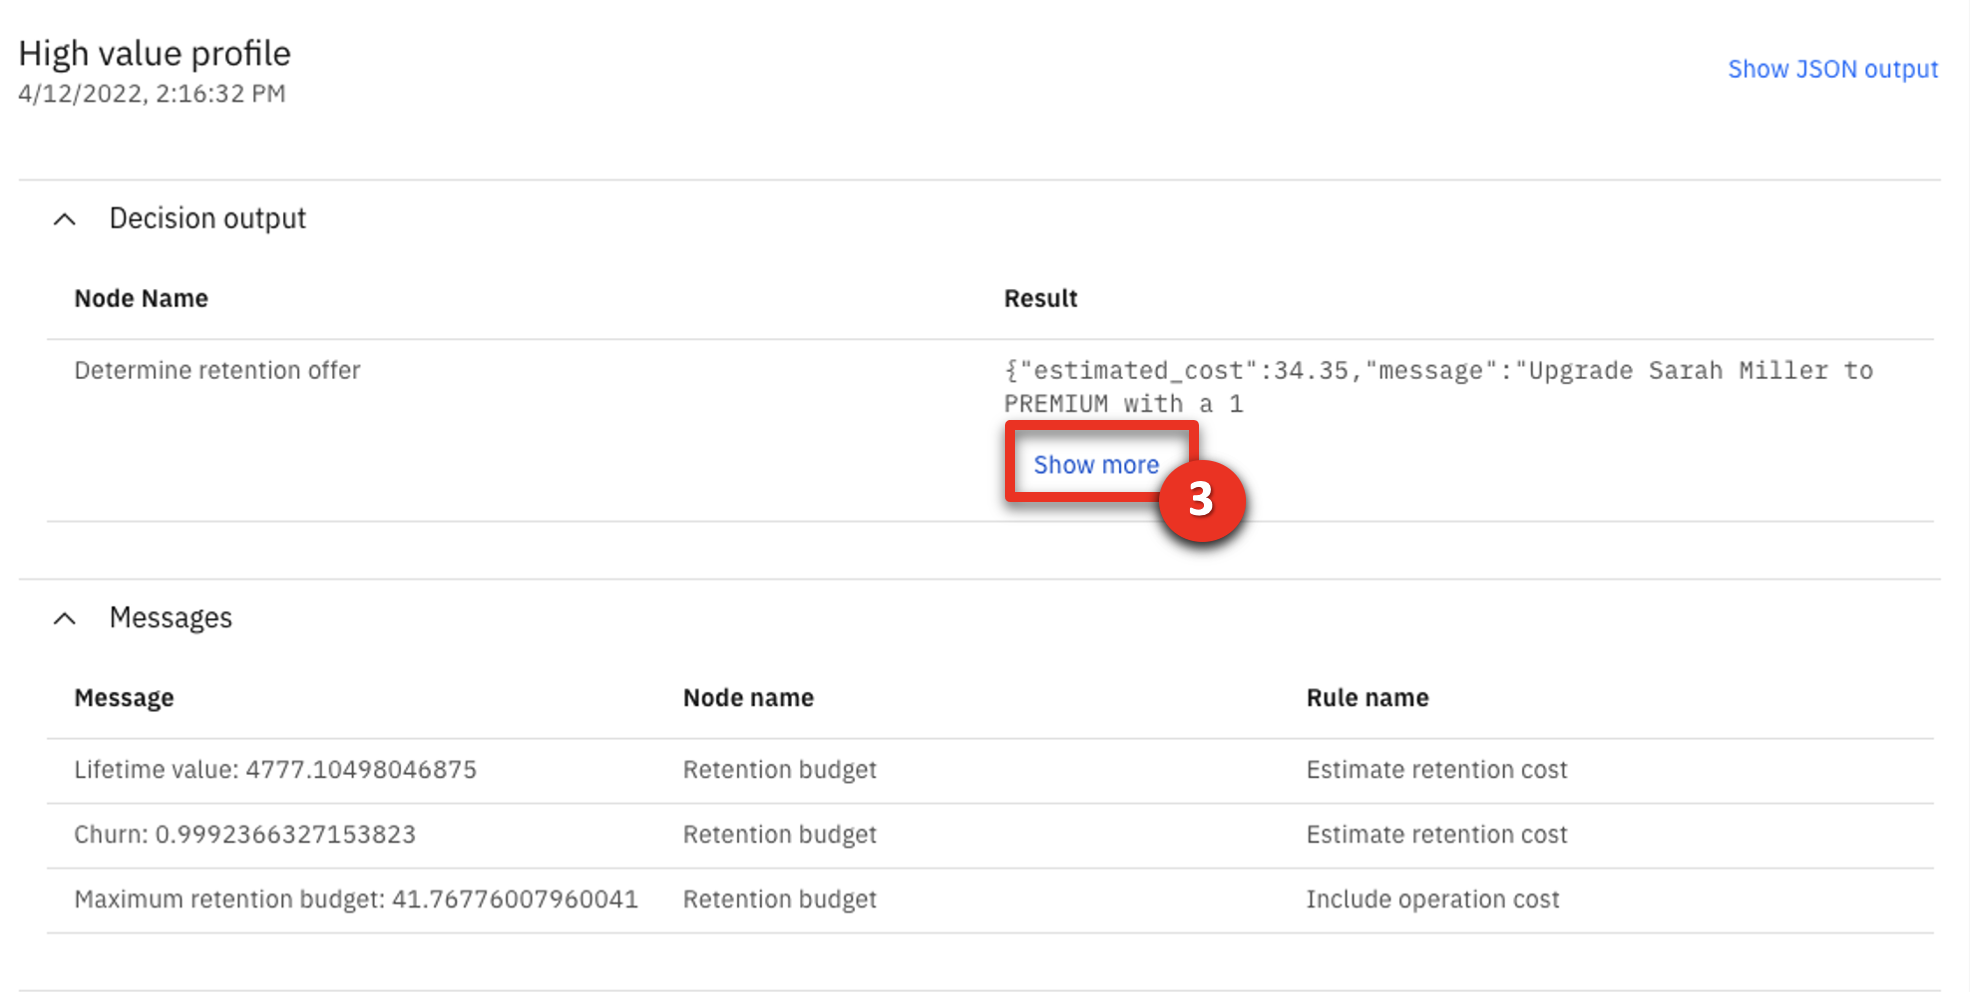 High value profile
Show JSON output
4/12/2022, 2:16:32 PM
Decision output
Node Name Result
Determine retention offer {"estimated_cost":34.35,"message":"Upgrade Sarah Miller to
PREMIUM with a 1
Show more
3
Messages
Message Node name Rule name
Lifetime value: 4777.10498046875 Retention budget Estimate retention cost
Churn: 0.9992366327153823 Retention budget Estimate retention cost
Maximum retention budget: 41.76776007960041 Retention budget Include operation cost